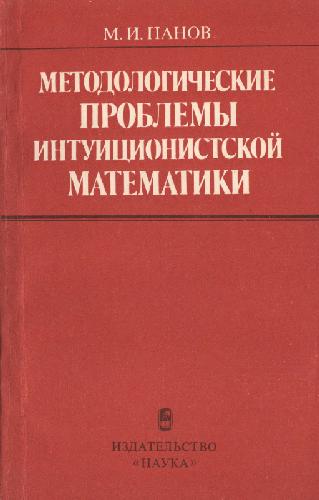 М. И. ПАНОВ
МЕТОДОЛОГИЧЕСКИЕ
ПРОБЛЕМЫ
ИНТУИЦИОНИСТСКОЙ
МАТЕМАТИКИ
ИЗДАТЕЛЬСТВО
«НАУКА»